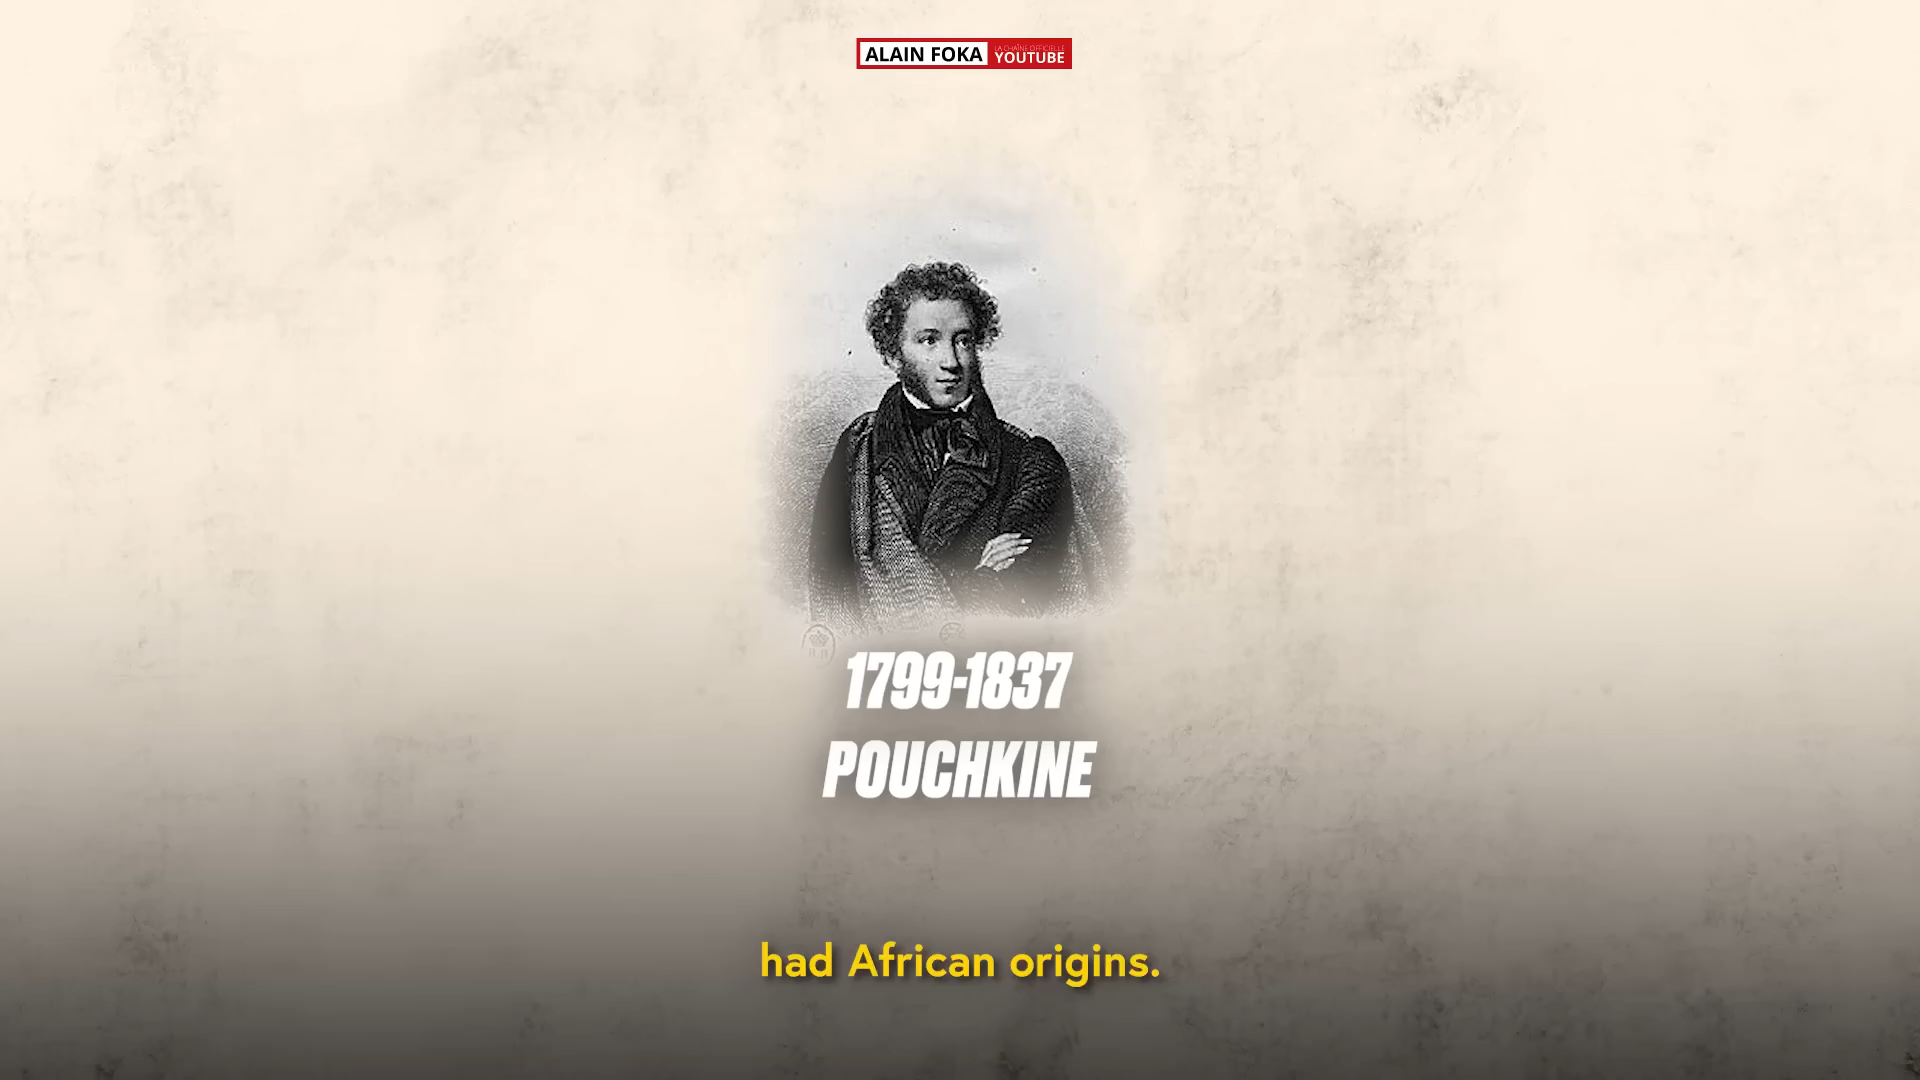 ALAIN FOKA
LA CHAÎNE OFFICIELLE
YOUTUBE
1799-1837
POUCHKINE
had African origins.